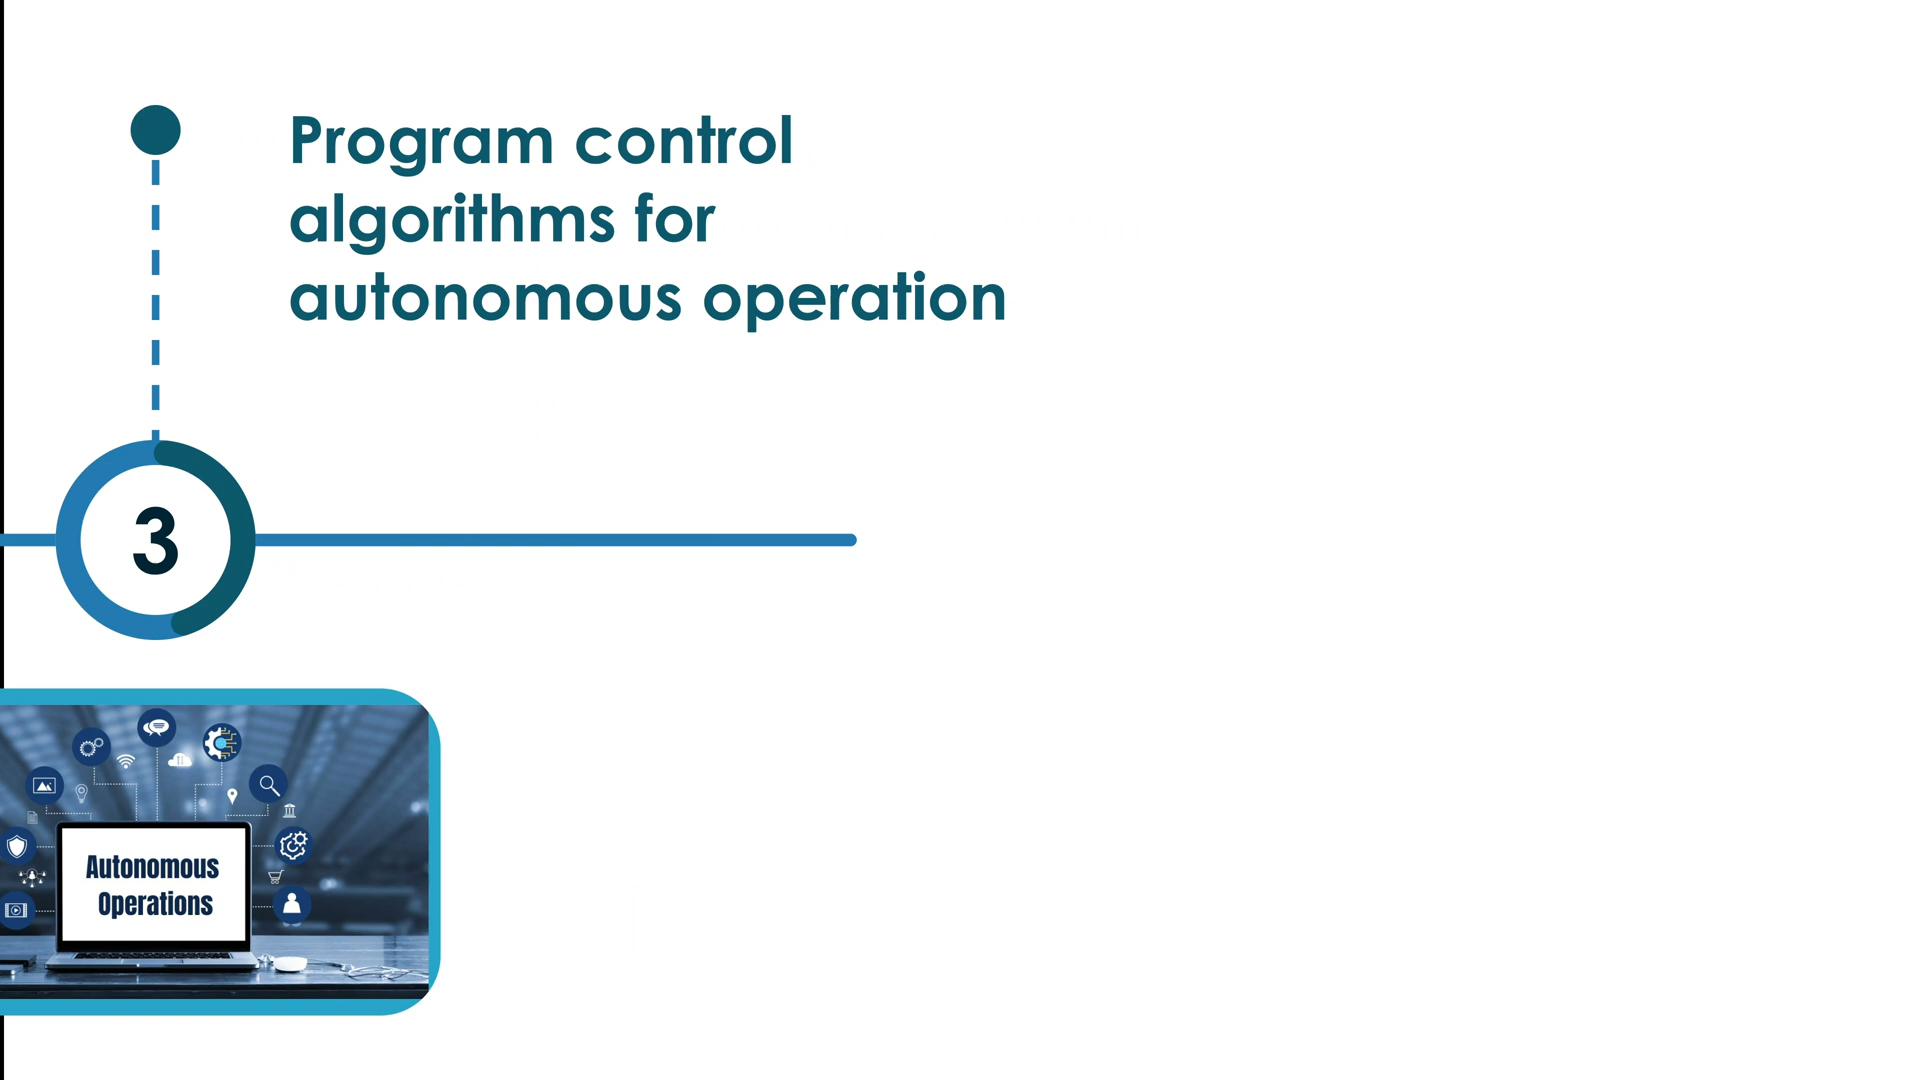 Program control
algorithms for
autonomous operation
3
Autonomous
Operations